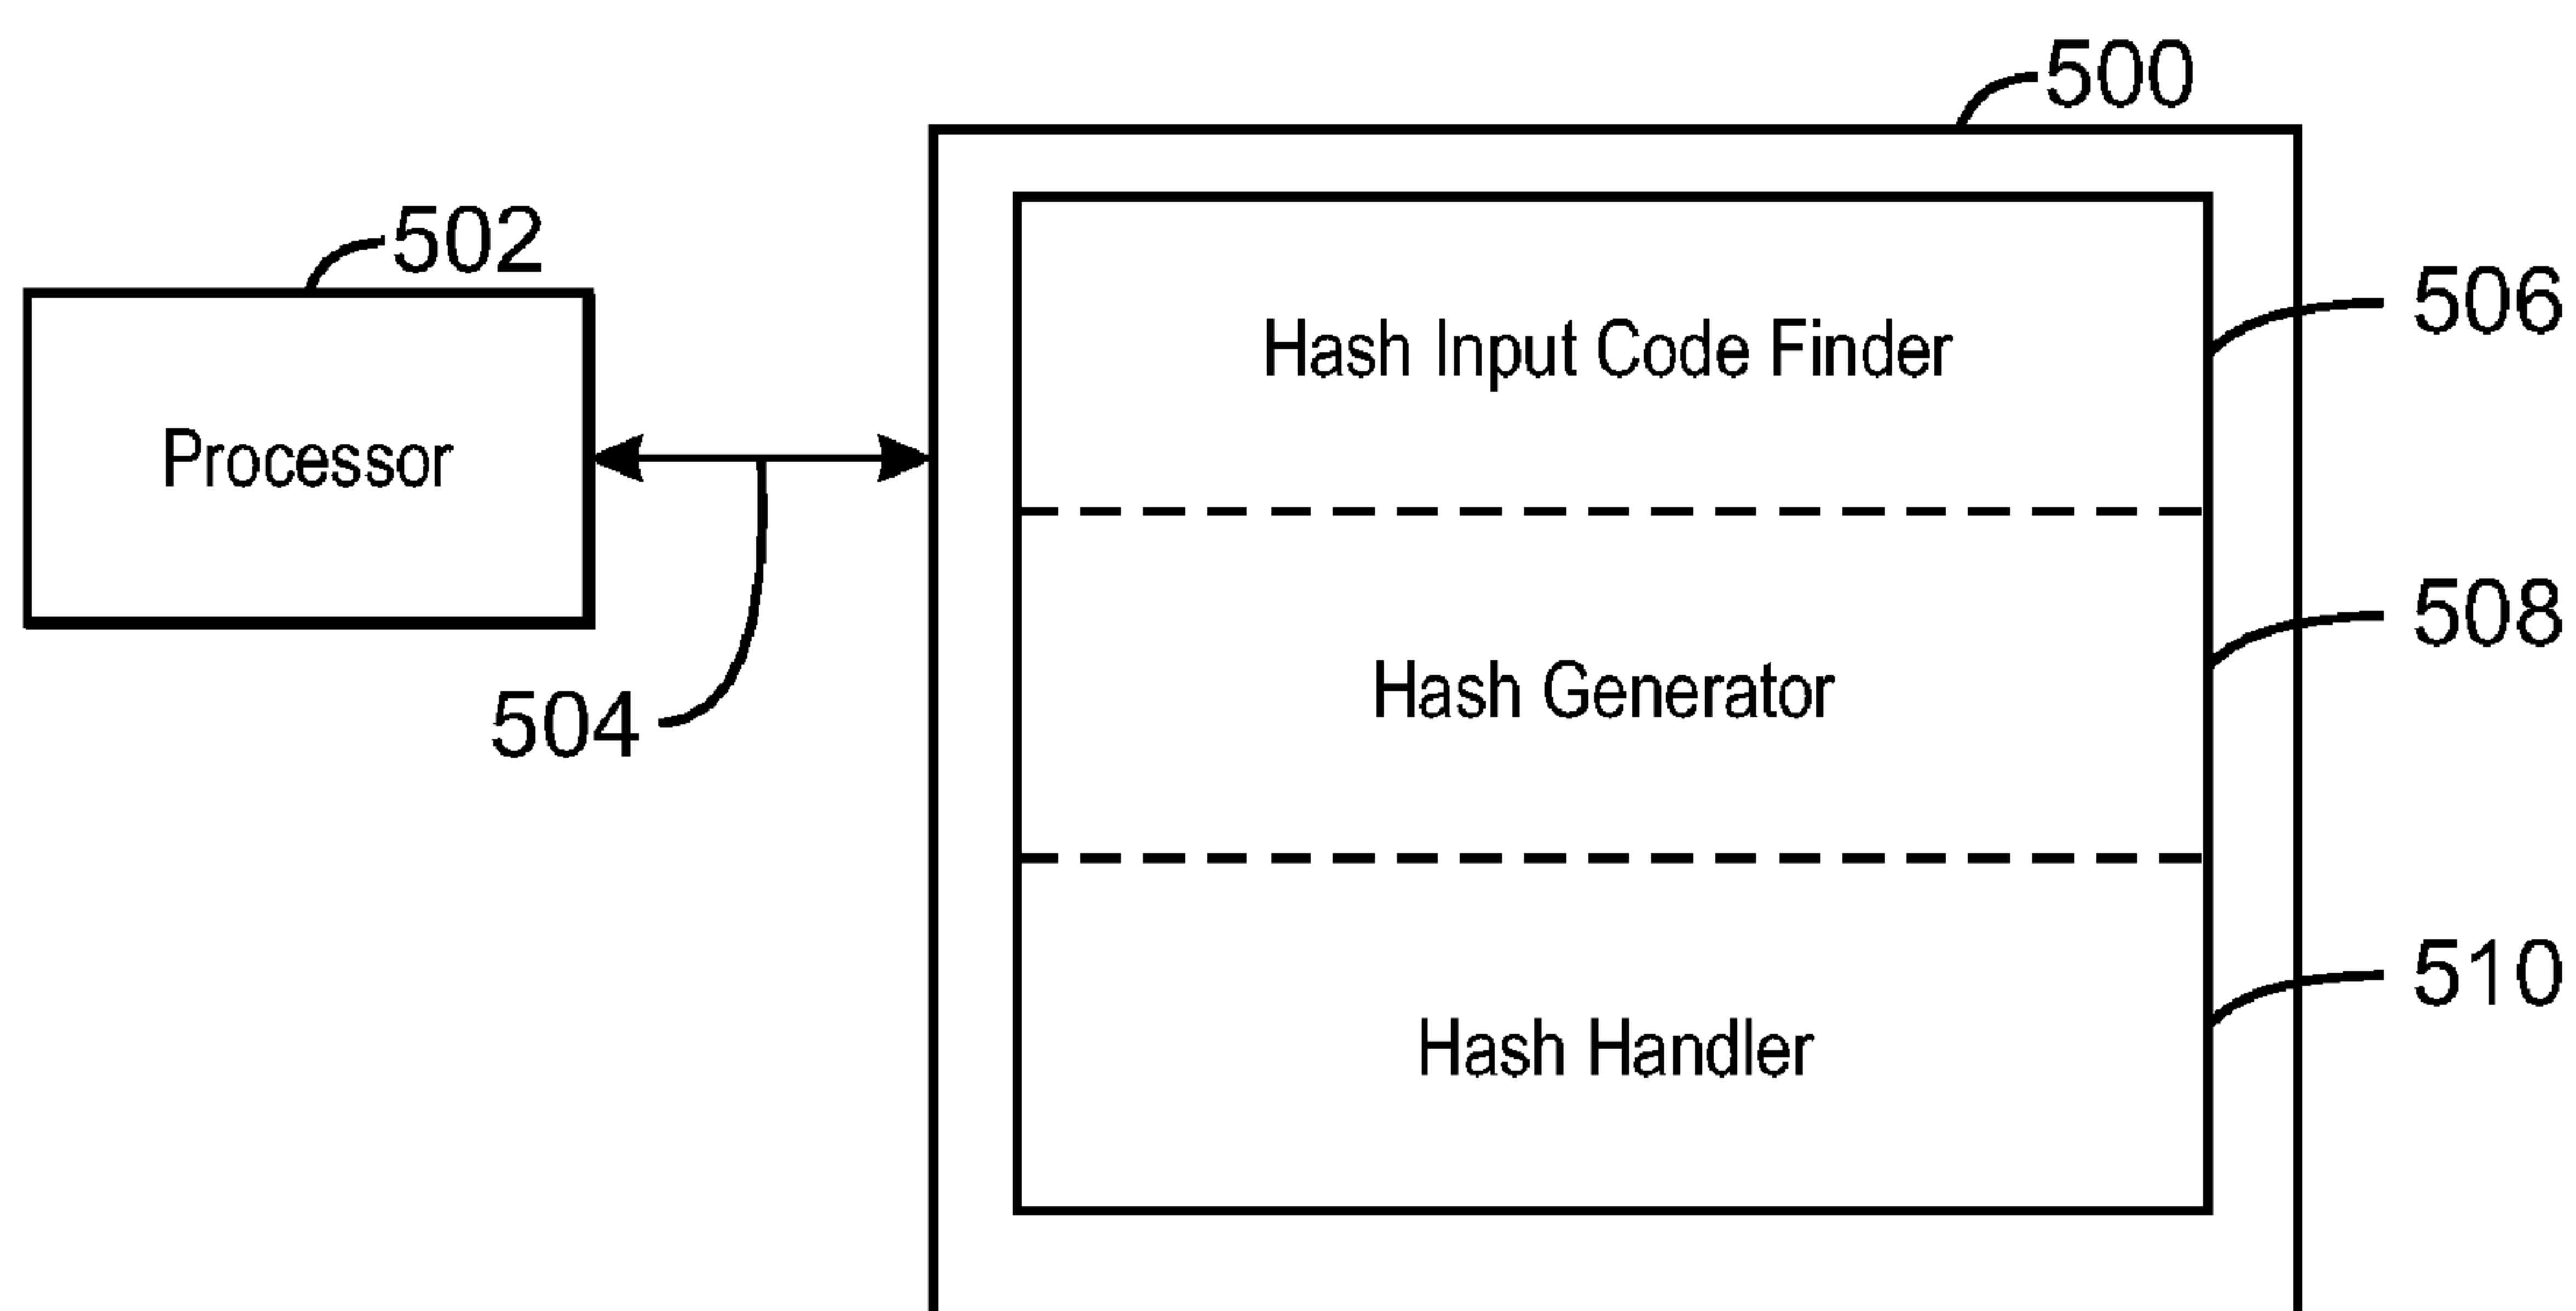 500
502
506
Hash Input Code Finder
Processor
508
Hash Generator
504
510
Hash Handler